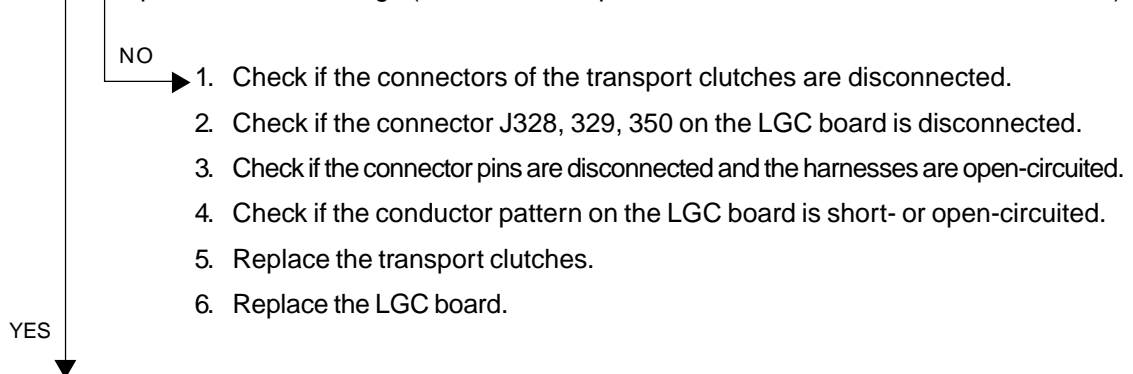 NO
1. Check if the connectors of the transport clutches are disconnected.
2. Check if the connector J328, 329, 350 on the LGC board is disconnected.
3. Check if the connector pins are disconnected and the harnesses are open-circuited.
4. Check if the conductor pattern on the LGC board is short- or open-circuited.
5. Replace the transport clutches.
6. Replace the LGC board.
YES